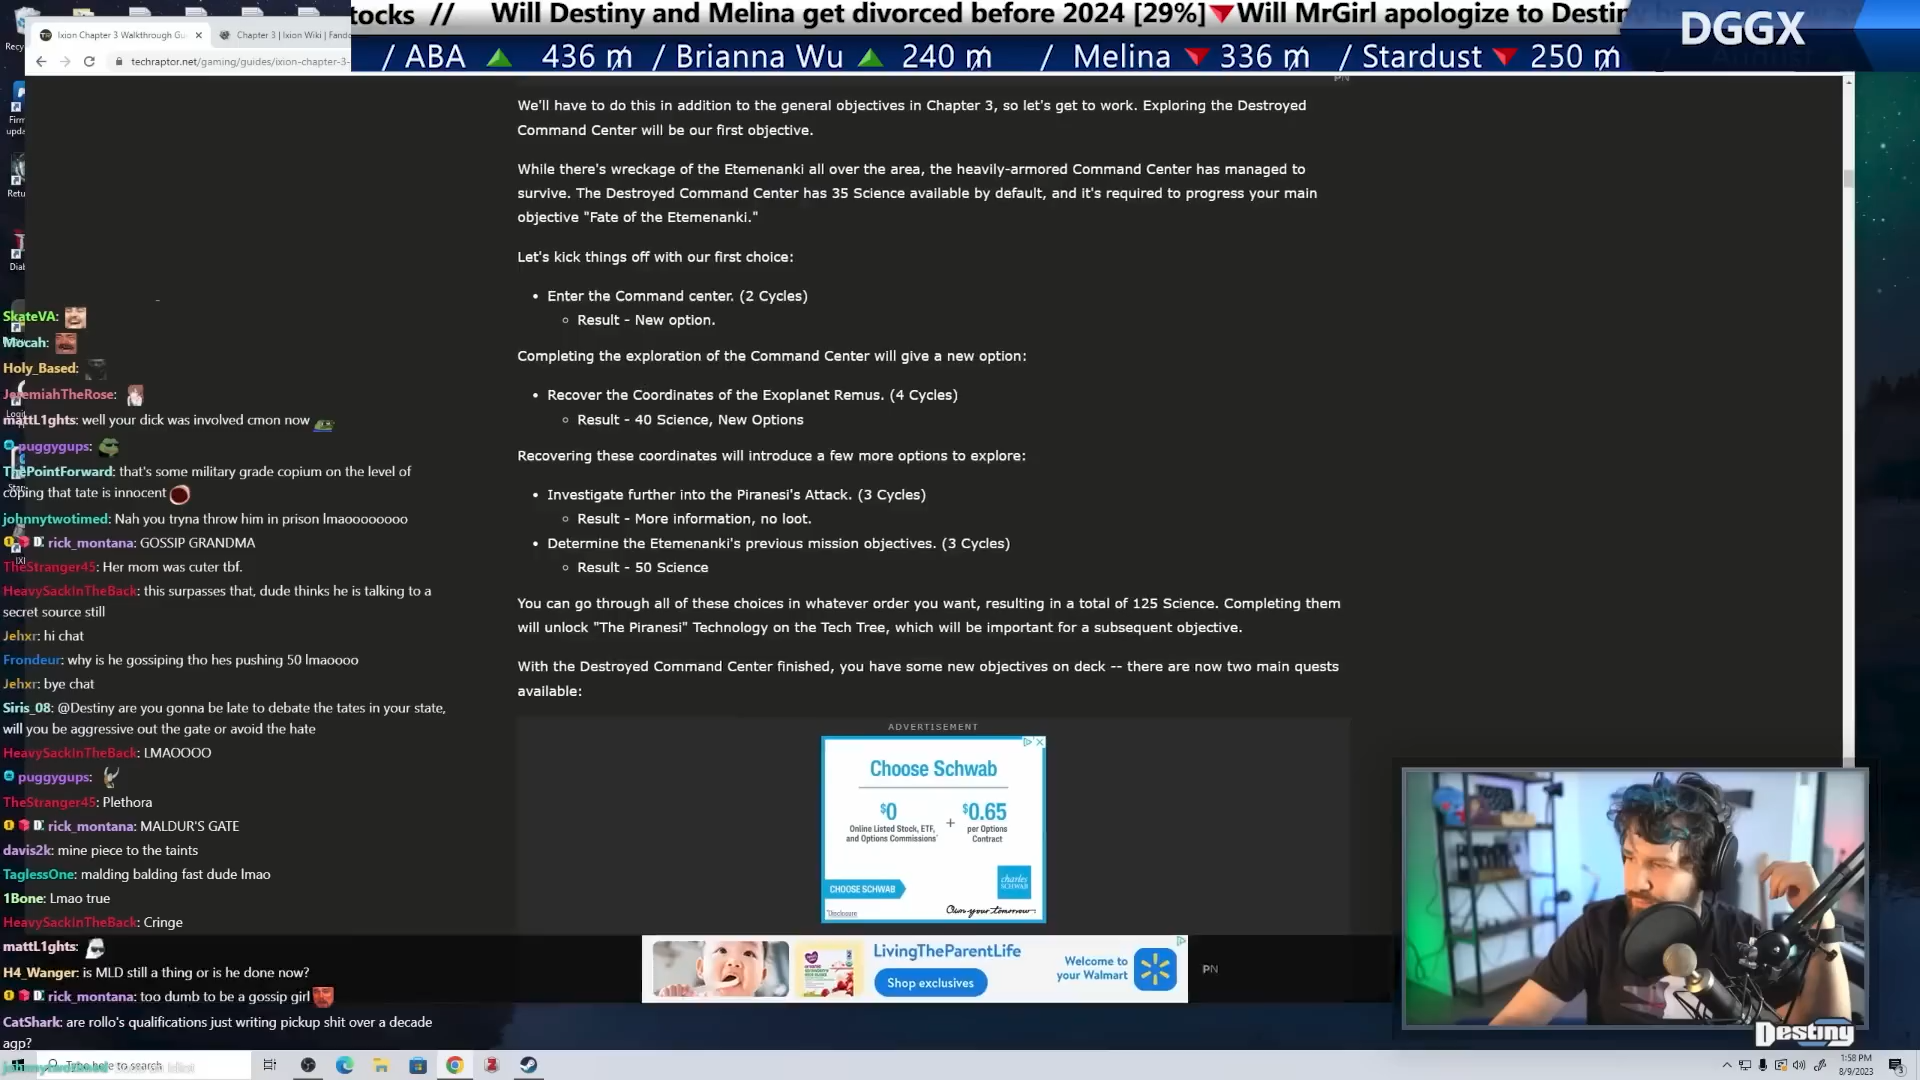 tocks // Will Destiny and Melina get divorced before 2024 [29%] Will MrGirl apologize to Destin
DGGX
/ ABA 436 ₥ / Brianna Wu 240 ₥ / Melina 336 ₥ / Stardust 250 ₥
Ixion Chapter 3 Walkthrough Gu
Chapter 3 | Ixion Wiki | Fando
techraptor.net/gaming/guides/ixion-chapter-3-
PN
We'll have to do this in addition to the general objectives in Chapter 3, so let's get to work. Exploring the Destroyed
Command Center will be our first objective.
While there's wreckage of the Etemenanki all over the area, the heavily-armored Command Center has managed to
survive. The Destroyed Command Center has 35 Science available by default, and it's required to progress your main
objective "Fate of the Etemenanki."
Let's kick things off with our first choice:
• Enter the Command center. (2 Cycles)
Result - New option.
Completing the exploration of the Command Center will give a new option:
• Recover the Coordinates of the Exoplanet Remus. (4 Cycles)
Result - 40 Science, New Options
Recovering these coordinates will introduce a few more options to explore:
• Investigate further into the Piranesi's Attack. (3 Cycles)
Result - More information, no loot.
• Determine the Etemenanki's previous mission objectives. (3 Cycles)
Result - 50 Science
You can go through all of these choices in whatever order you want, resulting in a total of 125 Science. Completing them
will unlock "The Piranesi" Technology on the Tech Tree, which will be important for a subsequent objective.
With the Destroyed Command Center finished, you have some new objectives on deck -- there are now two main quests
available:
ADVERTISEMENT
Choose Schwab
$0 + $0.65
Online Listed Stock, ETF, and Options Commissions*
per Options Contract
CHOOSE SCHWAB
charles SCHWAB
*Disclosure
Own your tomorrow.
LivingTheParentLife
Shop exclusives
Welcome to
your Walmart
PN
SkateVA:
Mocah:
Holy_Based:
JeremiahTheRose:
mattL1ghts: well your dick was involved cmon now
puggygups:
ThePointForward: that's some military grade copium on the level of
coping that tate is innocent
johnnytwotimed: Nah you tryna throw him in prison lmaoooooooo
rick_montana: GOSSIP GRANDMA
TheStranger45: Her mom was cuter tbf.
HeavySackInTheBack: this surpasses that, dude thinks he is talking to a
secret source still
Jehxr: hi chat
Frondeur: why is he gossiping tho hes pushing 50 lmaoooo
Jehxr: bye chat
Siris_08: @Destiny are you gonna be late to debate the tates in your state,
will you be aggressive out the gate or avoid the hate
HeavySackInTheBack: LMAOOOO
puggygups:
TheStranger45: Plethora
rick_montana: MALDUR'S GATE
davis2k: mine piece to the taints
TaglessOne: malding balding fast dude lmao
1Bone: Lmao true
HeavySackInTheBack: Cringe
mattL1ghts:
H4_Wanger: is MLD still a thing or is he done now?
rick_montana: too dumb to be a gossip girl
CatShark: are rollo's qualifications just writing pickup shit over a decade
agp?
Type here to search
Destiny
1:58 PM
8/9/2023